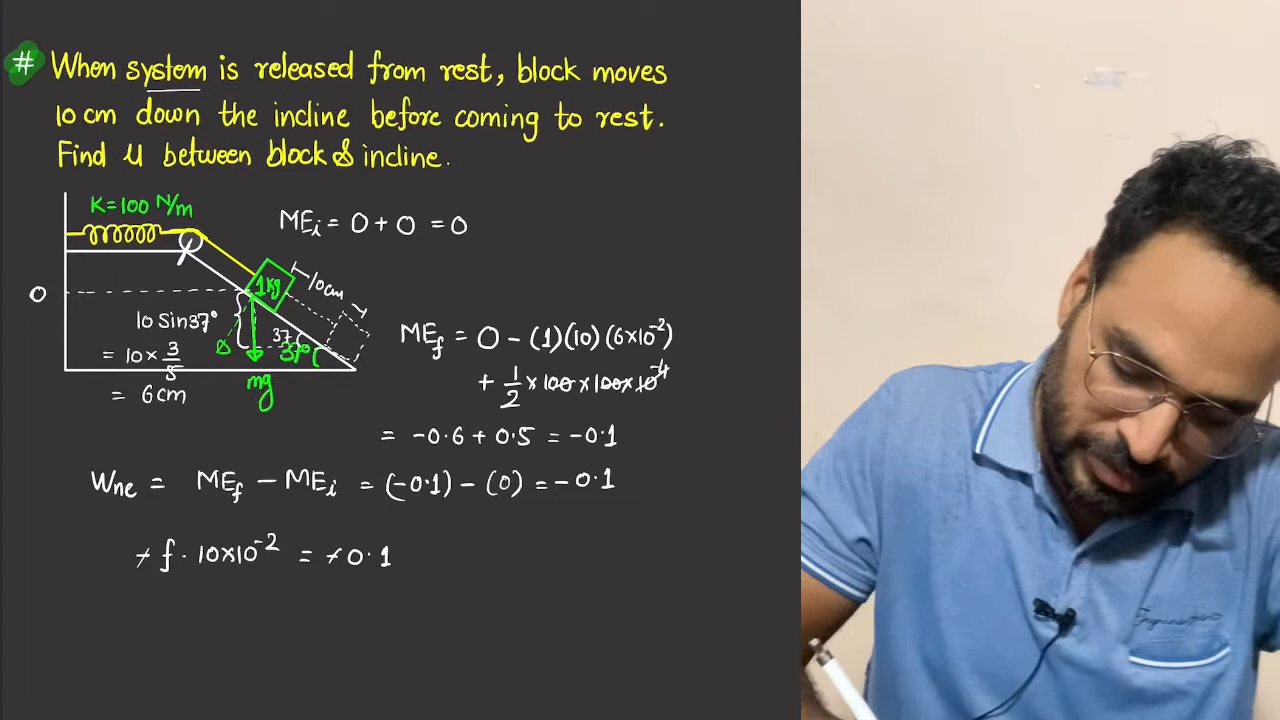 # When system is released from rest, block moves
10 cm down the incline before coming to rest.
Find μ between block & incline.
K=100 N/m
MEi = 0 + 0 = 0
0
1kg
10cm
10 Sin37°
= 10 × 3/5
= 6cm
37
37°
mg
MEf = 0 - (1)(10)(6×10⁻²)
+ 1/2 × 100 × 100 × 10⁻⁴
= -0.6 + 0.5 = -0.1
Wnc = MEf - MEi = (-0.1) - (0) = -0.1
- f · 10×10⁻² = - 0.1